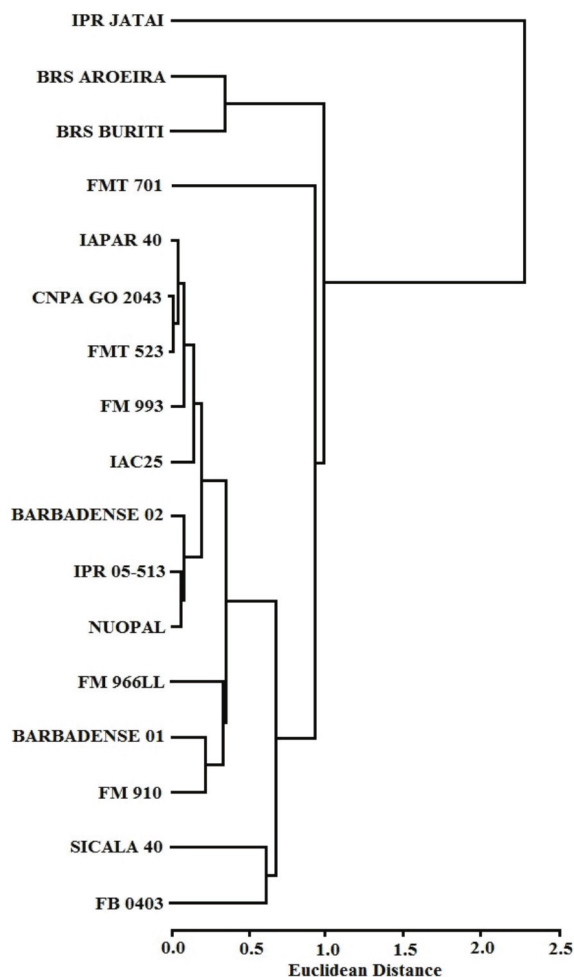 IPR JATAI
BRS AROEIRA
BRS BURITI
FMT 701
IAPAR 40
CNPA GO 2043
FMT 523
FM 993
IAC25
BARBADENSE 02
IPR 05-513
NUOPAL
FM 966LL
BARBADENSE 01
FM 910
SICALA 40
FB 0403
0.0 0.5 1.0 1.5 2.0 2.5
Euclidean Distance